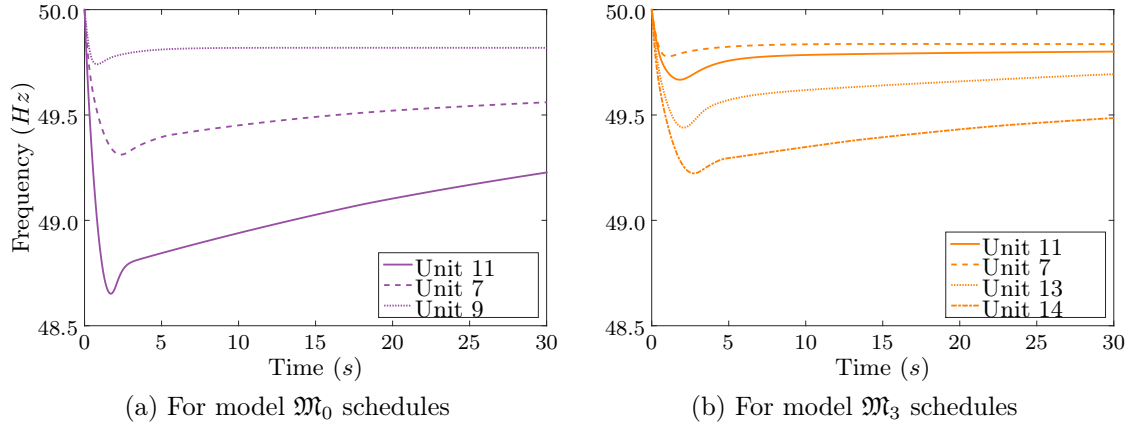 50.0
49.5
49.0
48.5
Frequency (Hz)
0 5 10 15 20 25 30
Time (s)
Unit 11
Unit 7
Unit 9
(a) For model 𝔐₀ schedules
50.0
49.5
49.0
48.5
0 5 10 15 20 25 30
Time (s)
Unit 11
Unit 7
Unit 13
Unit 14
(b) For model 𝔐₃ schedules